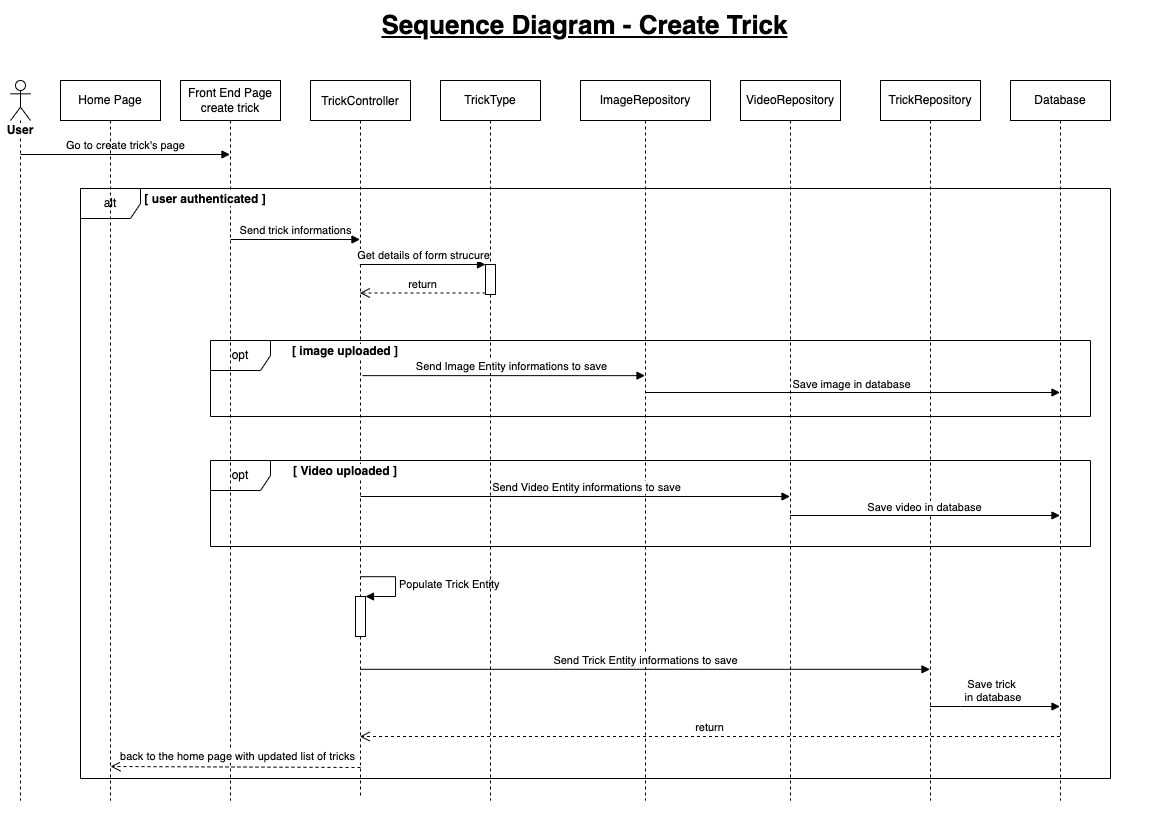 Sequence Diagram - Create Trick
User
Home Page
Front End Page
create trick
TrickController
TrickType
ImageRepository
VideoRepository
TrickRepository
Database
Go to create trick's page
alt
[ user authenticated ]
Send trick informations
Get details of form strucure
return
opt
[ image uploaded ]
Send Image Entity informations to save
Save image in database
opt
[ Video uploaded ]
Send Video Entity informations to save
Save video in database
Populate Trick Entity
Send Trick Entity informations to save
Save trick
in database
return
back to the home page with updated list of tricks